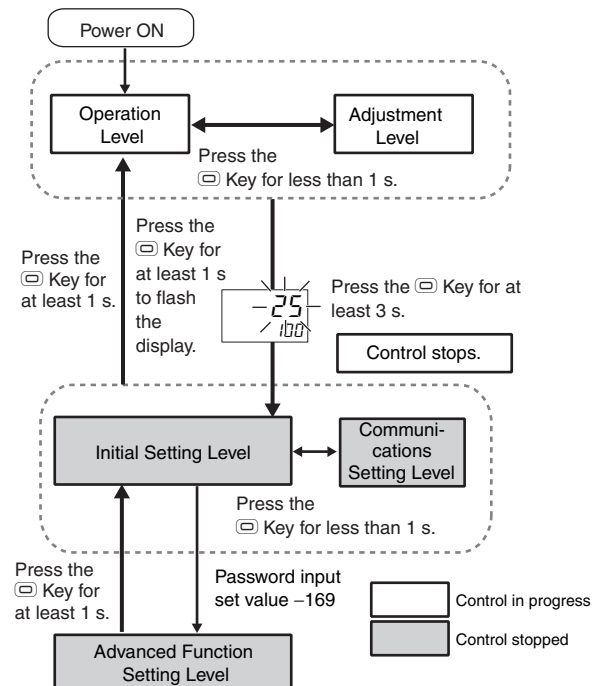 Power ON
Operation
Level
Adjustment
Level
Press the
Key for less than 1 s.
Press the
Key for
at least 1 s.
Press the
Key for
at least 1 s
to flash
the
display.
25
100
Press the Key for at
least 3 s.
Control stops.
Initial Setting Level
Communi-
cations
Setting Level
Press the
Key for less than 1 s.
Press the
Key for
at least 1 s.
Password input
set value –169
Control in progress
Control stopped
Advanced Function
Setting Level